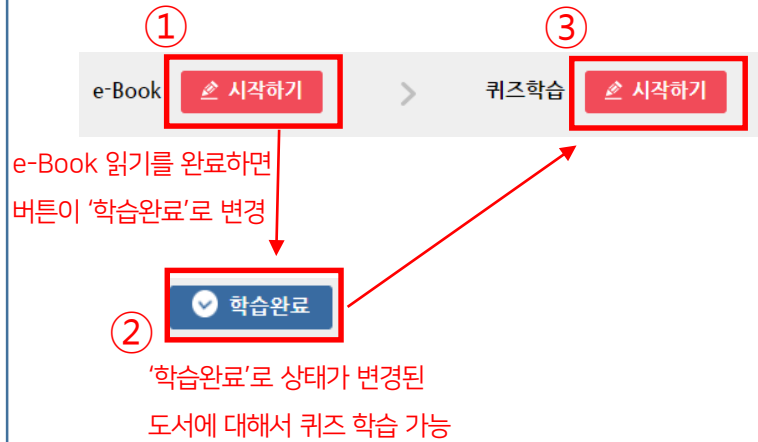 ① ③
e-Book 시작하기 > 퀴즈학습 시작하기
e-Book 읽기를 완료하면
버튼이 ‘학습완료’로 변경
학습완료
②
‘학습완료’로 상태가 변경된
도서에 대해서 퀴즈 학습 가능